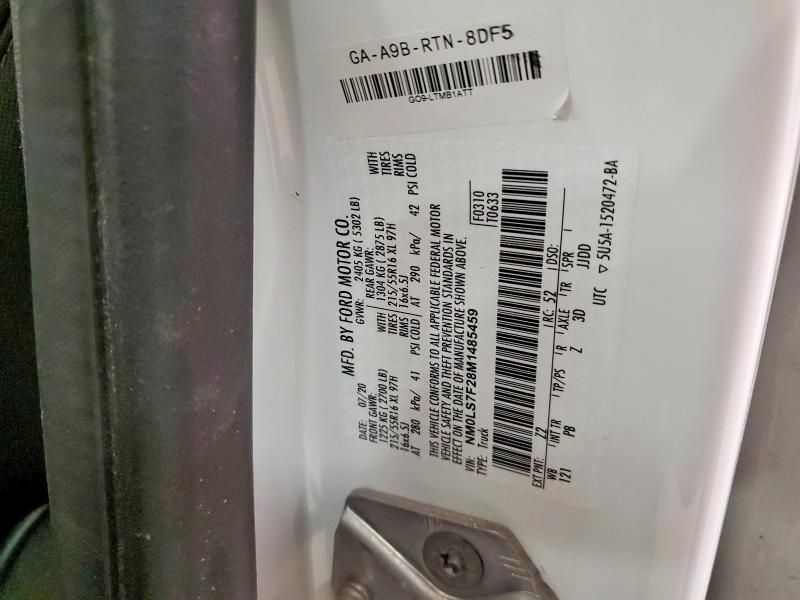 GA-A9B-RTN-8DF5
GO9-LTMB1ATT
MFD. BY FORD MOTOR CO.
DATE: 07/20 GVWR: 2405 KG ( 5302 LB)
FRONT GAWR: WITH REAR GAWR: WITH
1225 KG ( 2700 LB) TIRES 1304 KG ( 2875 LB) TIRES
215/55R16 XL 97H RIMS 215/55R16 XL 97H RIMS
16x6.5J 16x6.5J
AT 280 kPa/ 41 PSI COLD AT 290 kPa/ 42 PSI COLD
THIS VEHICLE CONFORMS TO ALL APPLICABLE FEDERAL MOTOR
VEHICLE SAFETY AND THEFT PREVENTION STANDARDS IN
EFFECT ON THE DATE OF MANUFACTURE SHOWN ABOVE.
VIN: NM0LS7F28M1485459
TYPE: Truck
F0310
T0633
EXT PNT: Z2 RC: 52 DSO:
WB INT TR TP/PS R AXLE TR SPR
121 PB Z 3D JJDD
UTC ▽ 5U5A-1520472-BA